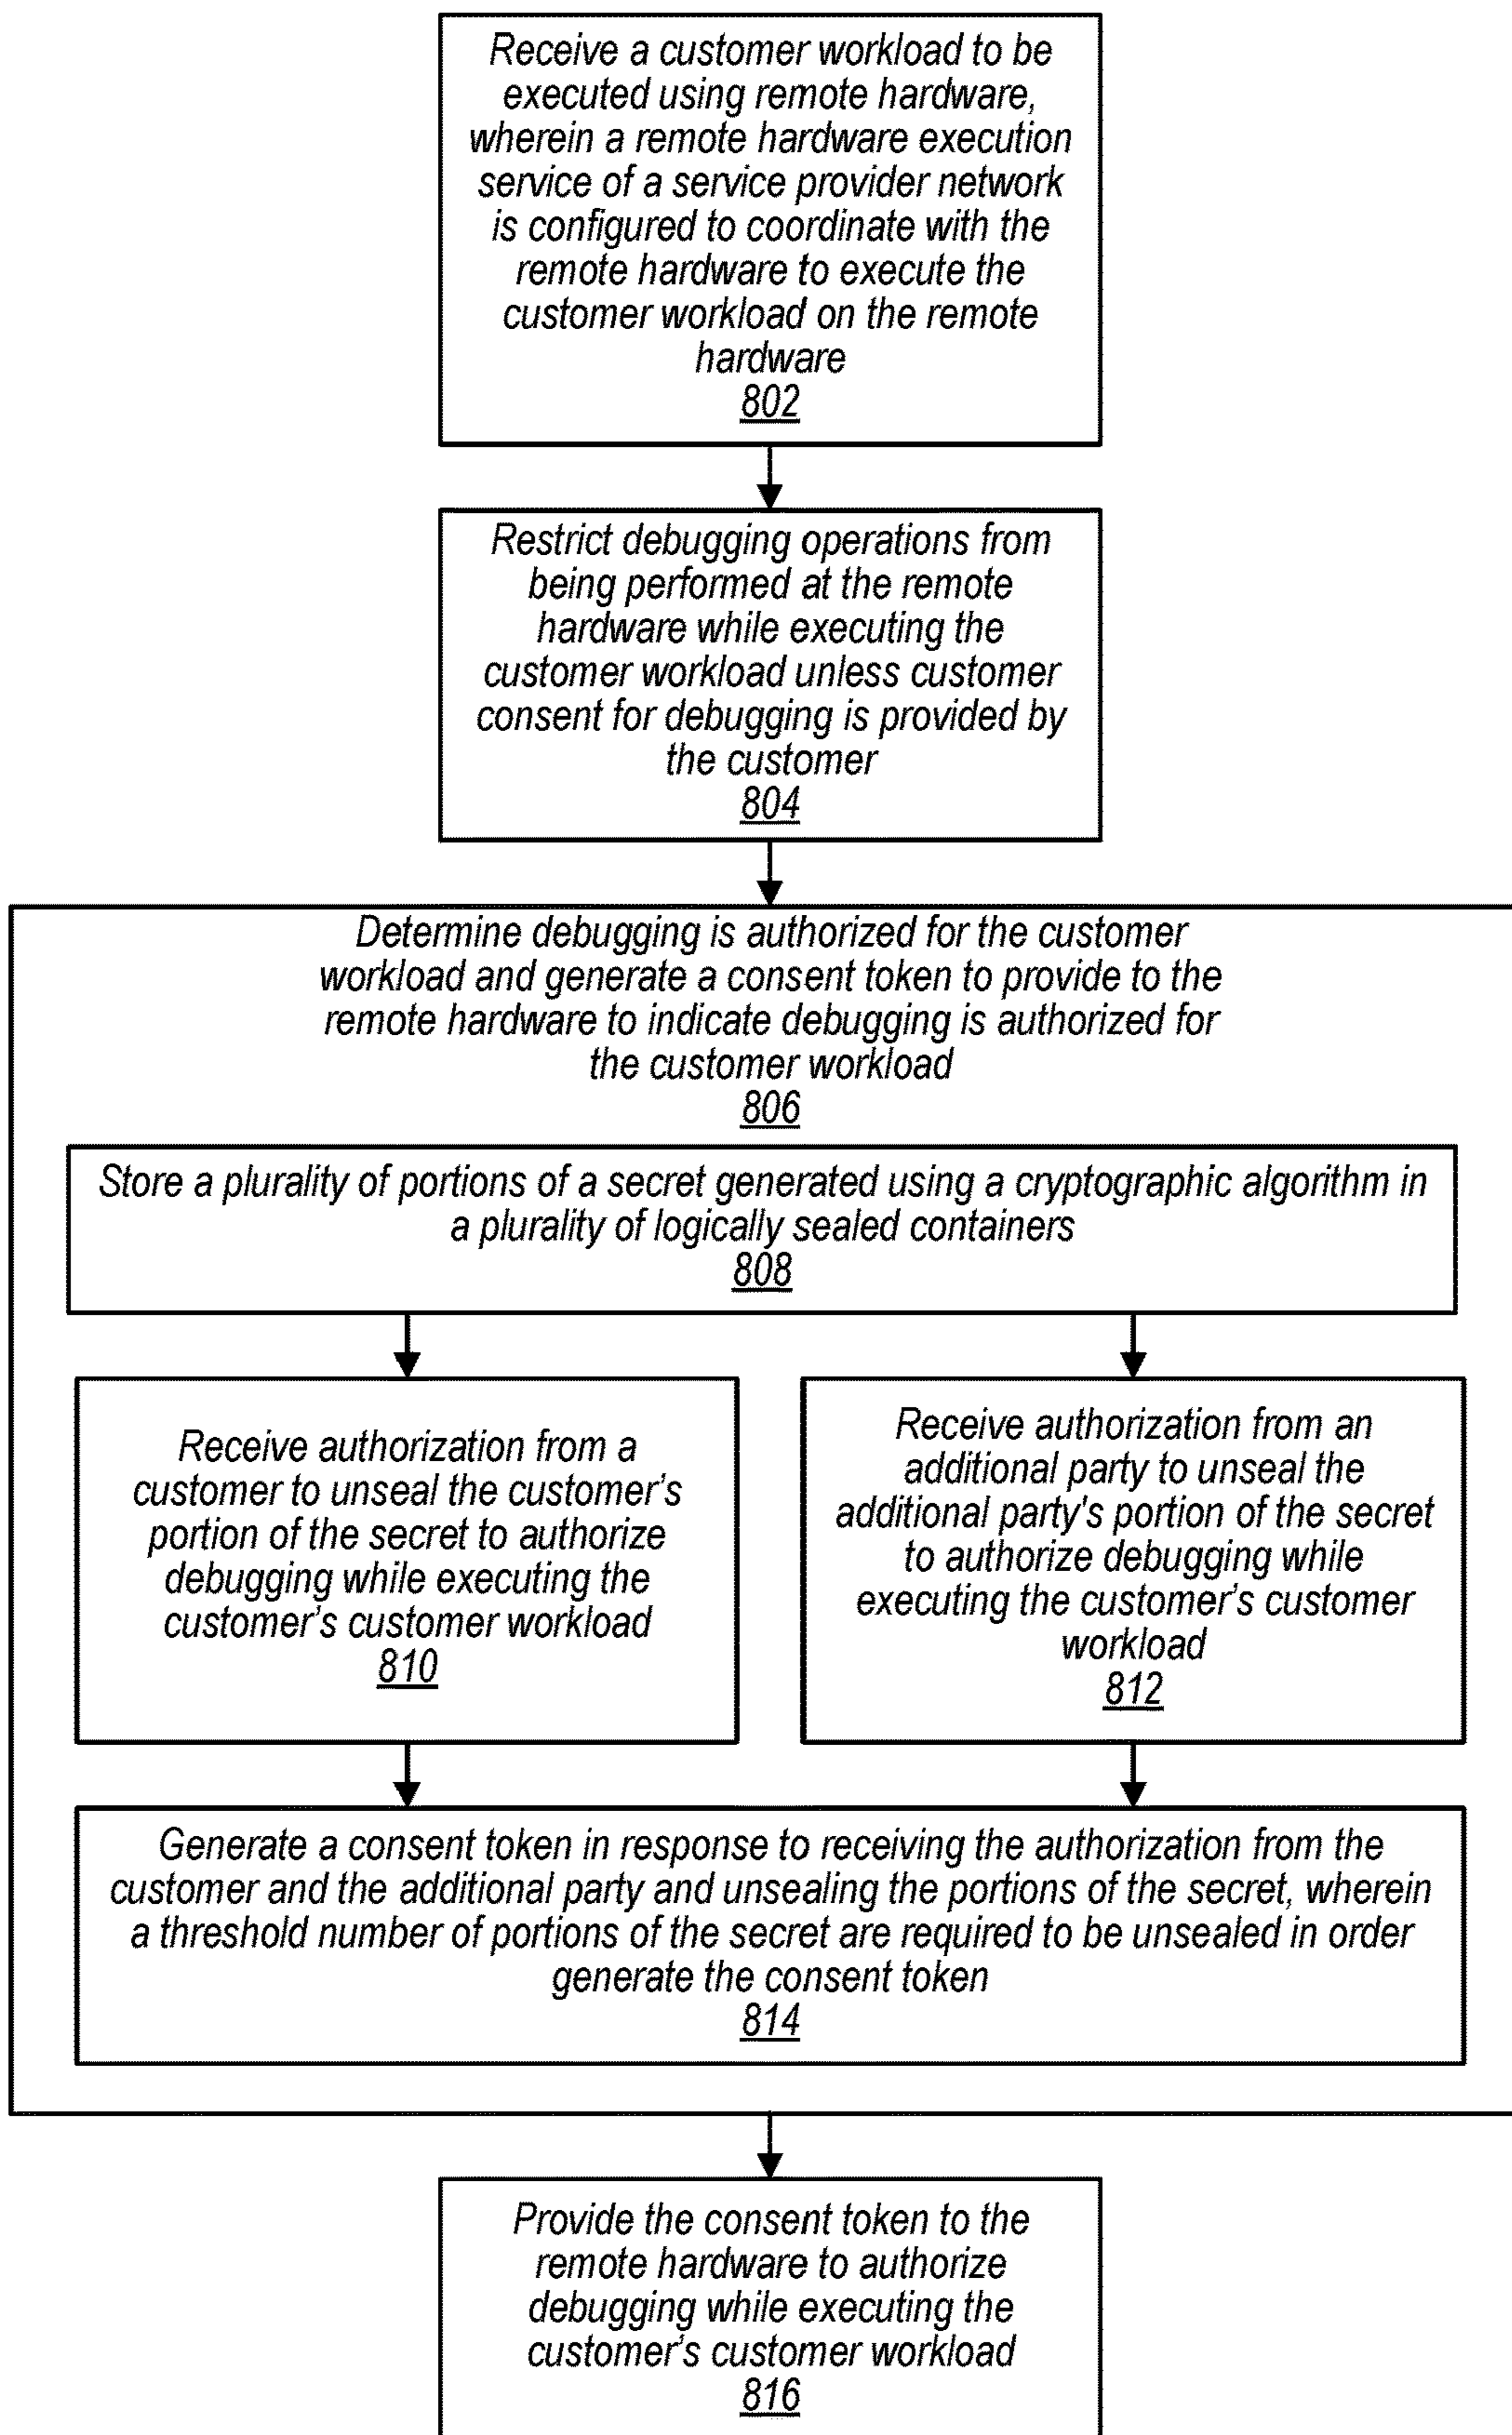 Receive a customer workload to be
executed using remote hardware,
wherein a remote hardware execution
service of a service provider network
is configured to coordinate with the
remote hardware to execute the
customer workload on the remote
hardware
802
Restrict debugging operations from
being performed at the remote
hardware while executing the
customer workload unless customer
consent for debugging is provided by
the customer
804
Determine debugging is authorized for the customer
workload and generate a consent token to provide to the
remote hardware to indicate debugging is authorized for
the customer workload
806
Store a plurality of portions of a secret generated using a cryptographic algorithm in
a plurality of logically sealed containers
808
Receive authorization from a
customer to unseal the customer's
portion of the secret to authorize
debugging while executing the
customer's customer workload
810
Receive authorization from an
additional party to unseal the
additional party's portion of the secret
to authorize debugging while
executing the customer's customer
workload
812
Generate a consent token in response to receiving the authorization from the
customer and the additional party and unsealing the portions of the secret, wherein
a threshold number of portions of the secret are required to be unsealed in order
generate the consent token
814
Provide the consent token to the
remote hardware to authorize
debugging while executing the
customer's customer workload
816